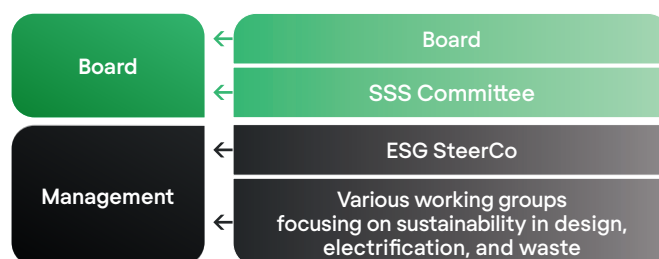 Board
Board
SSS Committee
Management
ESG SteerCo
Various working groups
focusing on sustainability in design,
electrification, and waste